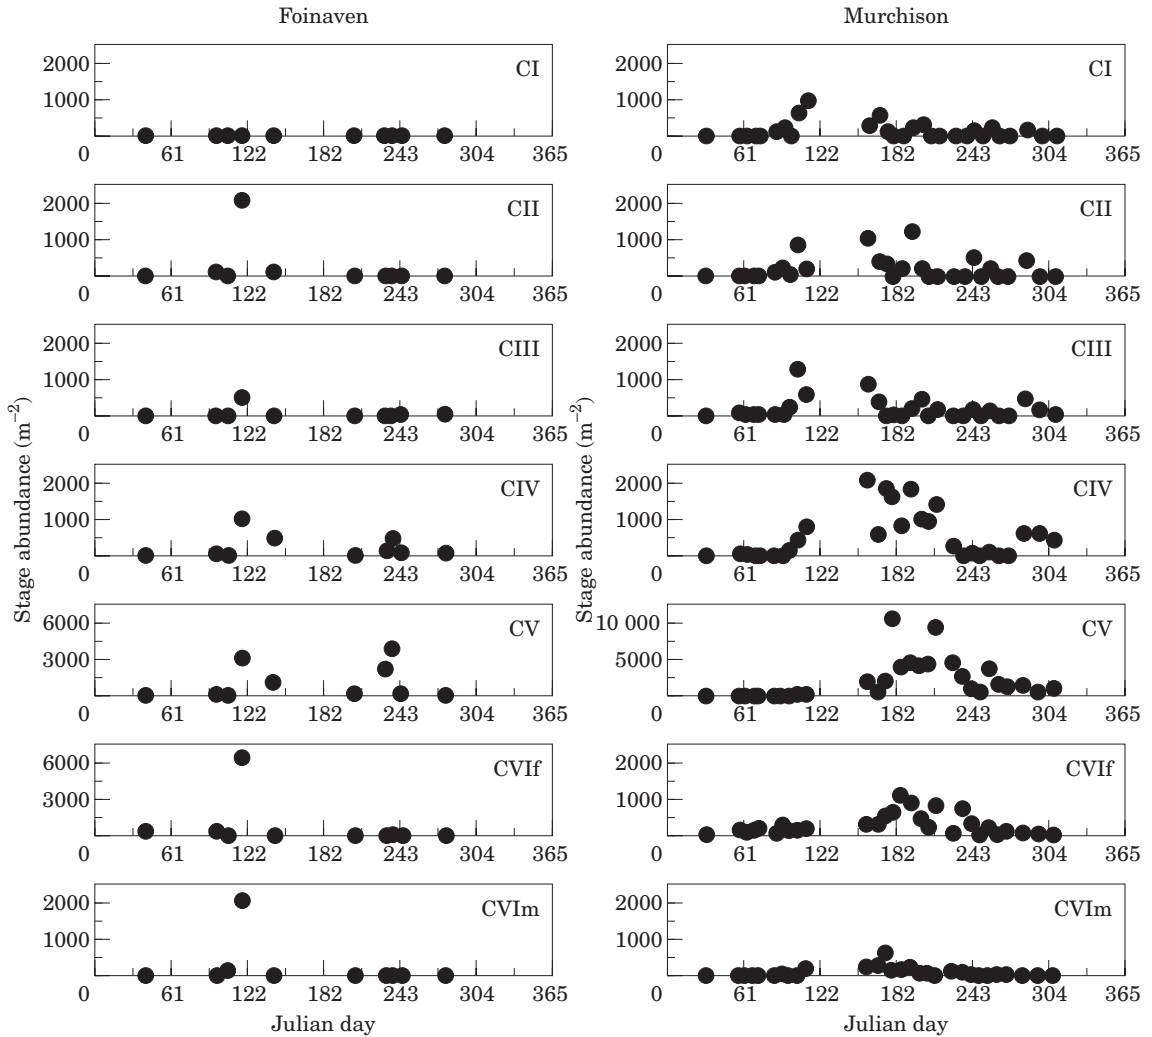 Foinaven Murchison
2000 CI 2000 CI
1000 1000
0 61 122 182 243 304 365 0 61 122 182 243 304 365
2000 CII 2000 CII
1000 1000
0 61 122 182 243 304 365 0 61 122 182 243 304 365
2000 CIII 2000 CIII
1000 1000
0 61 122 182 243 304 365 0 61 122 182 243 304 365
Stage abundance (m⁻²) Stage abundance (m⁻²)
2000 CIV 2000 CIV
1000 1000
0 61 122 182 243 304 365 0 61 122 182 243 304 365
6000 CV 10 000 CV
3000 5000
0 61 122 182 243 304 365 0 61 122 182 243 304 365
6000 CVIf 2000 CVIf
3000 1000
0 61 122 182 243 304 365 0 61 122 182 243 304 365
2000 CVIm 2000 CVIm
1000 1000
0 61 122 182 243 304 365 0 61 122 182 243 304 365
Julian day Julian day